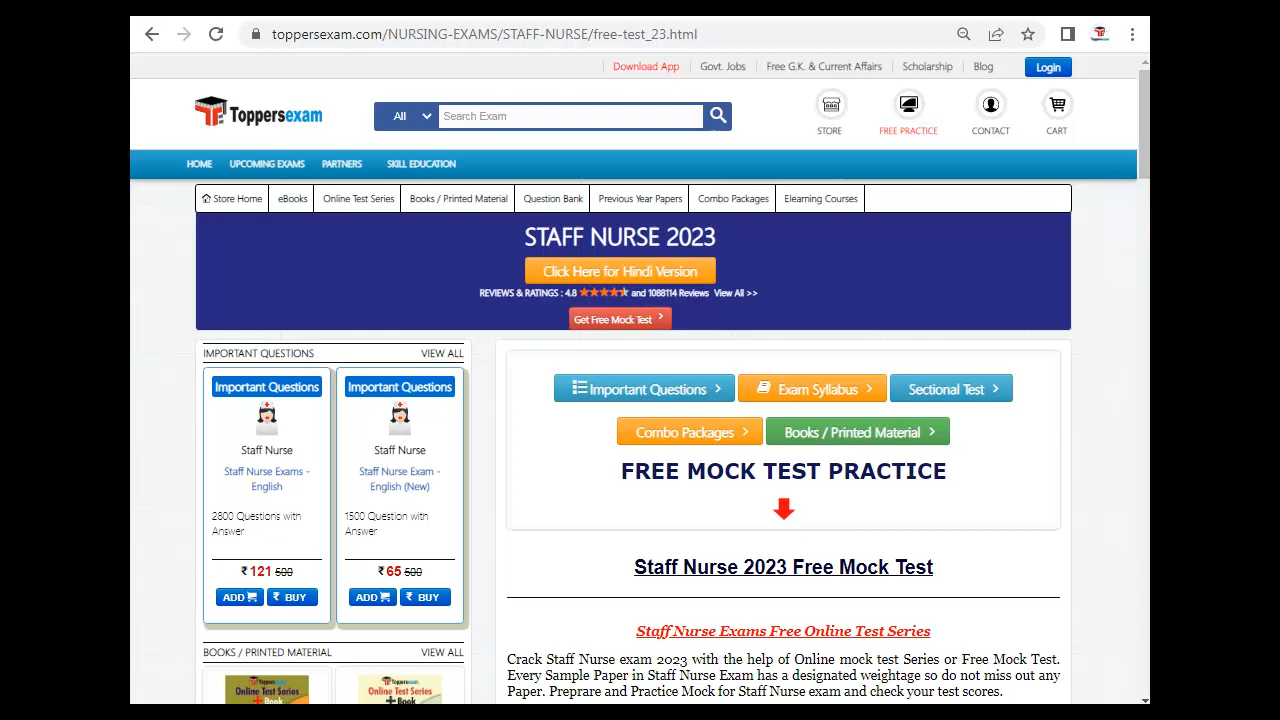 toppersexam.com/NURSING-EXAMS/STAFF-NURSE/free-test_23.html
Download App Govt. Jobs Free G.K. & Current Affairs Scholarship Blog Login
Toppersexam
All Search Exam
STORE FREE PRACTICE CONTACT CART
HOME UPCOMING EXAMS PARTNERS SKILL EDUCATION
Store Home eBooks Online Test Series Books / Printed Material Question Bank Previous Year Papers Combo Packages Elearning Courses
STAFF NURSE 2023
Click Here for Hindi Version
REVIEWS & RATINGS : 4.8 and 1088114 Reviews View All >>
Get Free Mock Test
IMPORTANT QUESTIONS VIEW ALL
Important Questions Important Questions
Staff Nurse Staff Nurse
Staff Nurse Exams - Staff Nurse Exam -
English English (New)
2800 Questions with 1500 Question with
Answer Answer
₹ 121 500 ₹ 65 500
ADD ₹ BUY ADD ₹ BUY
BOOKS / PRINTED MATERIAL VIEW ALL
Toppersexam Toppersexam
Online Test Series Online Test Series
+Book +Book
Important Questions Exam Syllabus Sectional Test
Combo Packages Books / Printed Material
FREE MOCK TEST PRACTICE
Staff Nurse 2023 Free Mock Test
Staff Nurse Exams Free Online Test Series
Crack Staff Nurse exam 2023 with the help of Online mock test Series or Free Mock Test.
Every Sample Paper in Staff Nurse Exam has a designated weightage so do not miss out any
Paper. Preprare and Practice Mock for Staff Nurse exam and check your test scores.